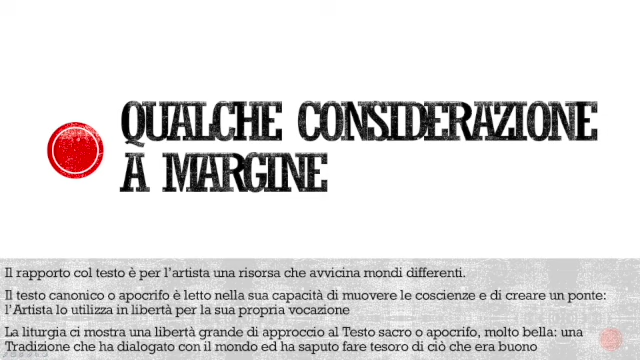 QUALCHE CONSIDERAZIONE
A MARGINE
Il rapporto col testo è per l'artista una risorsa che avvicina mondi differenti.
Il testo canonico o apocrifo è letto nella sua capacità di muovere le coscienze e di creare un ponte:
l'Artista lo utilizza in libertà per la sua propria vocazione
La liturgia ci mostra una libertà grande di approccio al Testo sacro o apocrifo, molto bella: una
Tradizione che ha dialogato con il mondo ed ha saputo fare tesoro di ciò che era buono